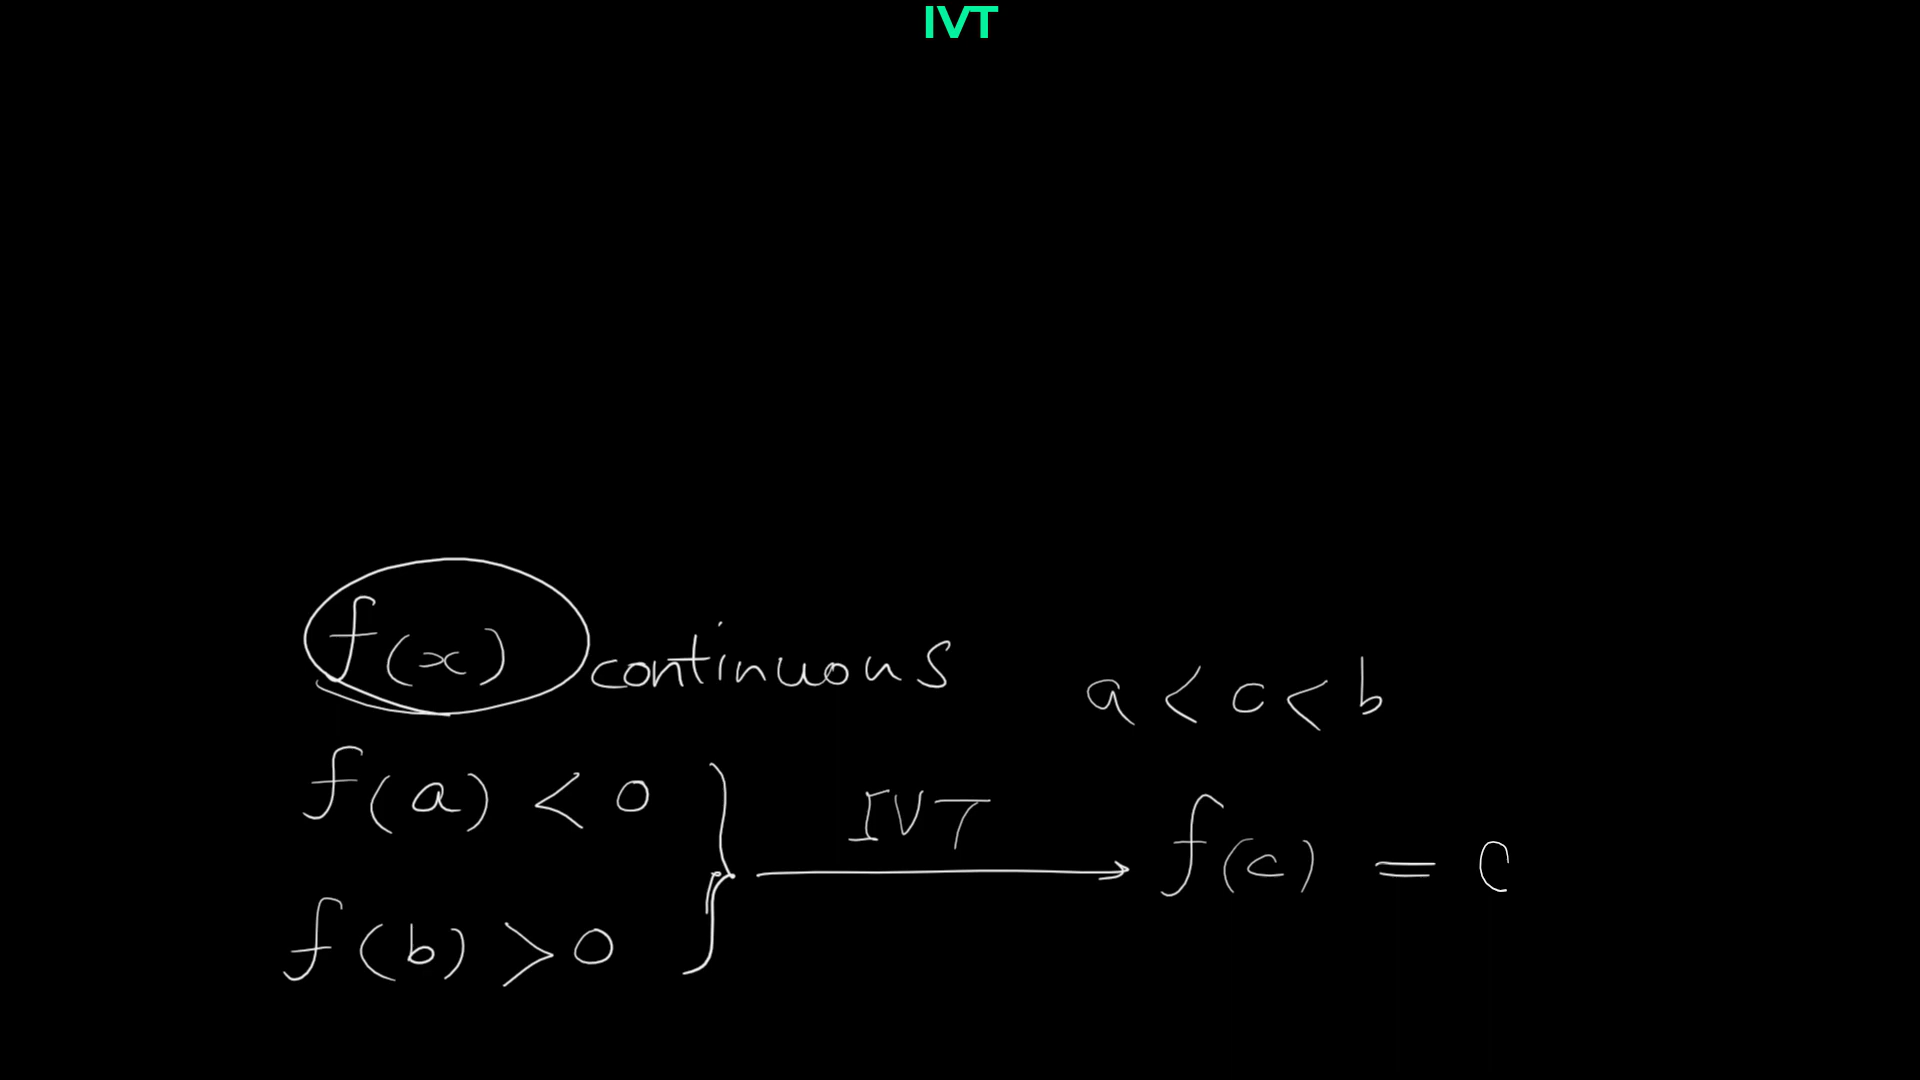 IVT
f(x) continuous
a < c < b
f(a) < 0
IVT
f(c) = 0
f(b) > 0